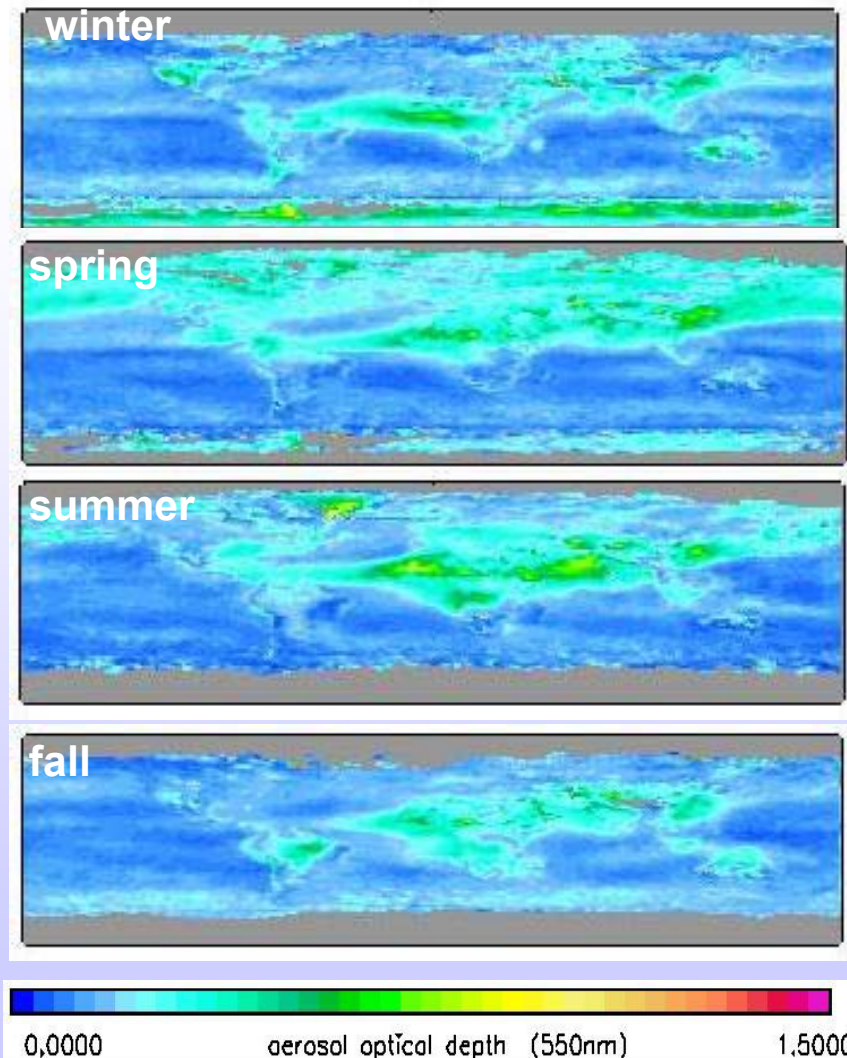 winter
spring
summer
fall
0,0000 aerosol optical depth (550nm) 1,5000